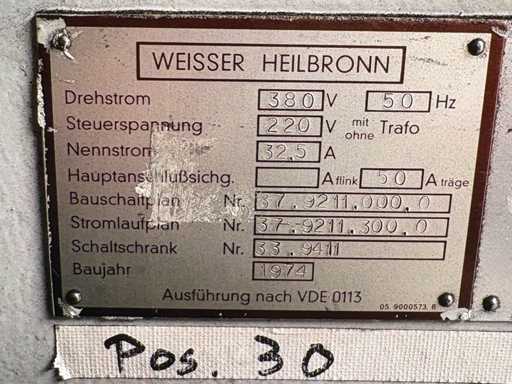 WEISSER HEILBRONN
Drehstrom 380 V 50 Hz
Steuerspannung 220 V mit ohne Trafo
Nennstrom 32.5 A
Hauptanschlußsichg. A flink 50 A träge
Bauschaltplan Nr. 37.9211.000.0
Stromlaufplan Nr. 37.9211.300.0
Schaltschrank Nr. 33.9411
Baujahr 1974
Ausführung nach VDE 0113
05. 9000573. 8
Pos. 30